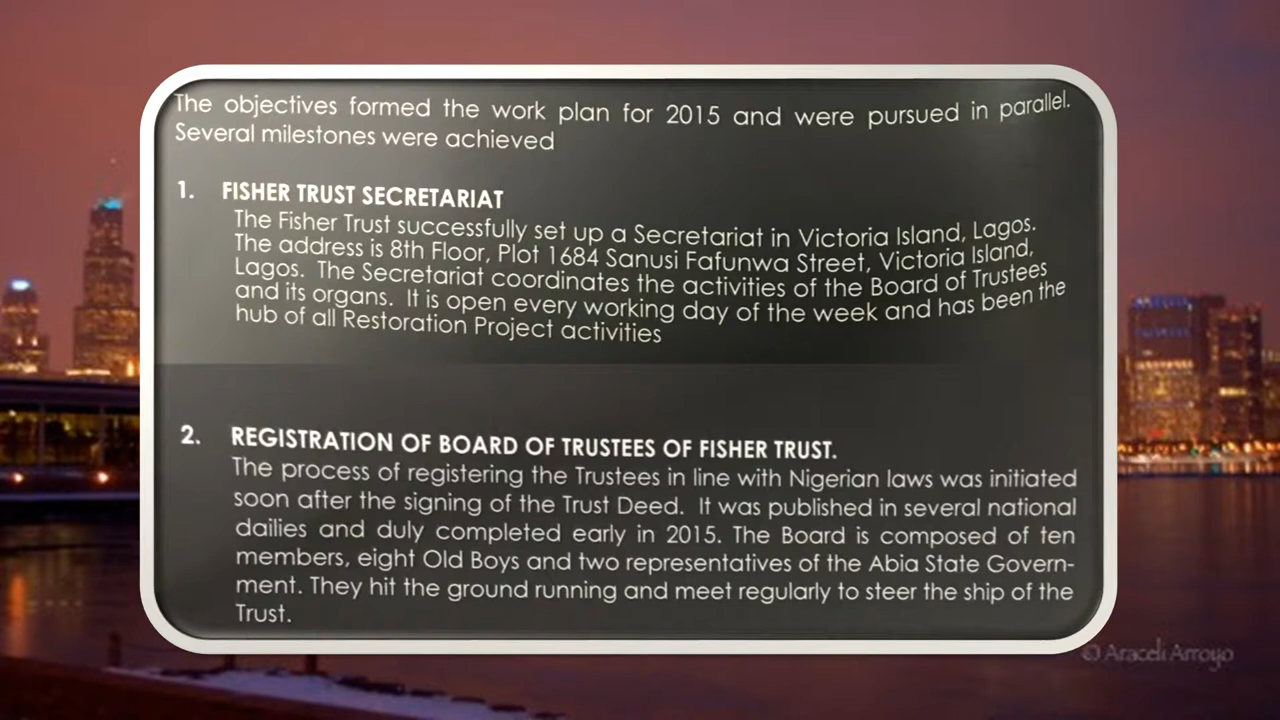 The objectives formed the work plan for 2015 and were pursued in parallel.
Several milestones were achieved
1. FISHER TRUST SECRETARIAT
The Fisher Trust successfully set up a Secretariat in Victoria Island, Lagos.
The address is 8th Floor, Plot 1684 Sanusi Fafunwa Street, Victoria Island,
Lagos. The Secretariat coordinates the activities of the Board of Trustees
and its organs. It is open every working day of the week and has been the
hub of all Restoration Project activities
2. REGISTRATION OF BOARD OF TRUSTEES OF FISHER TRUST.
The process of registering the Trustees in line with Nigerian laws was initiated
soon after the signing of the Trust Deed. It was published in several national
dailies and duly completed early in 2015. The Board is composed of ten
members, eight Old Boys and two representatives of the Abia State Govern-
ment. They hit the ground running and meet regularly to steer the ship of the
Trust.
© Araceli Arroyo